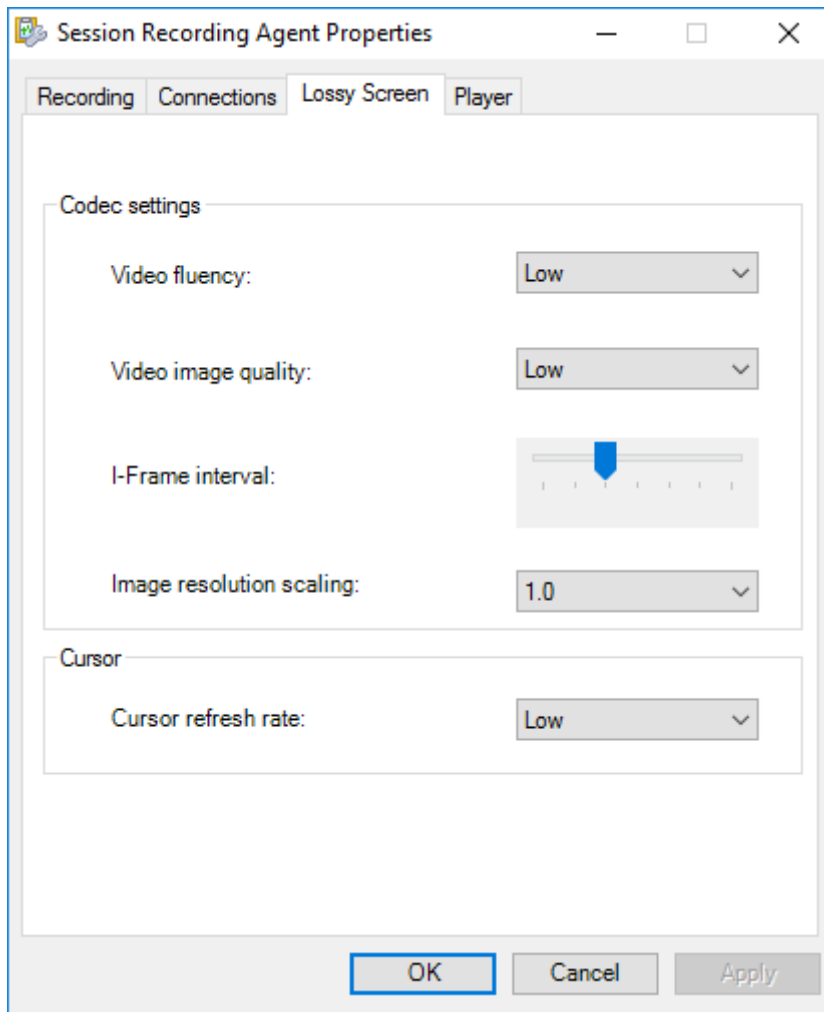 Session Recording Agent Properties
Recording Connections Lossy Screen Player
Codec settings
Video fluency: Low
Video image quality: Low
I-Frame interval:
Image resolution scaling: 1.0
Cursor
Cursor refresh rate: Low
OK Cancel Apply